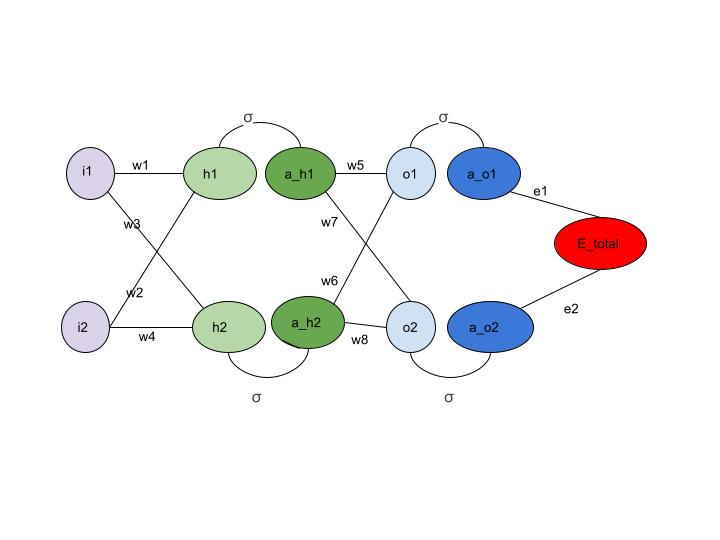 σ
σ
i1
w1
h1
a_h1
w5
o1
a_o1
e1
w3
w7
E_total
w2
w6
e2
i2
w4
h2
a_h2
w8
o2
a_o2
σ
σ